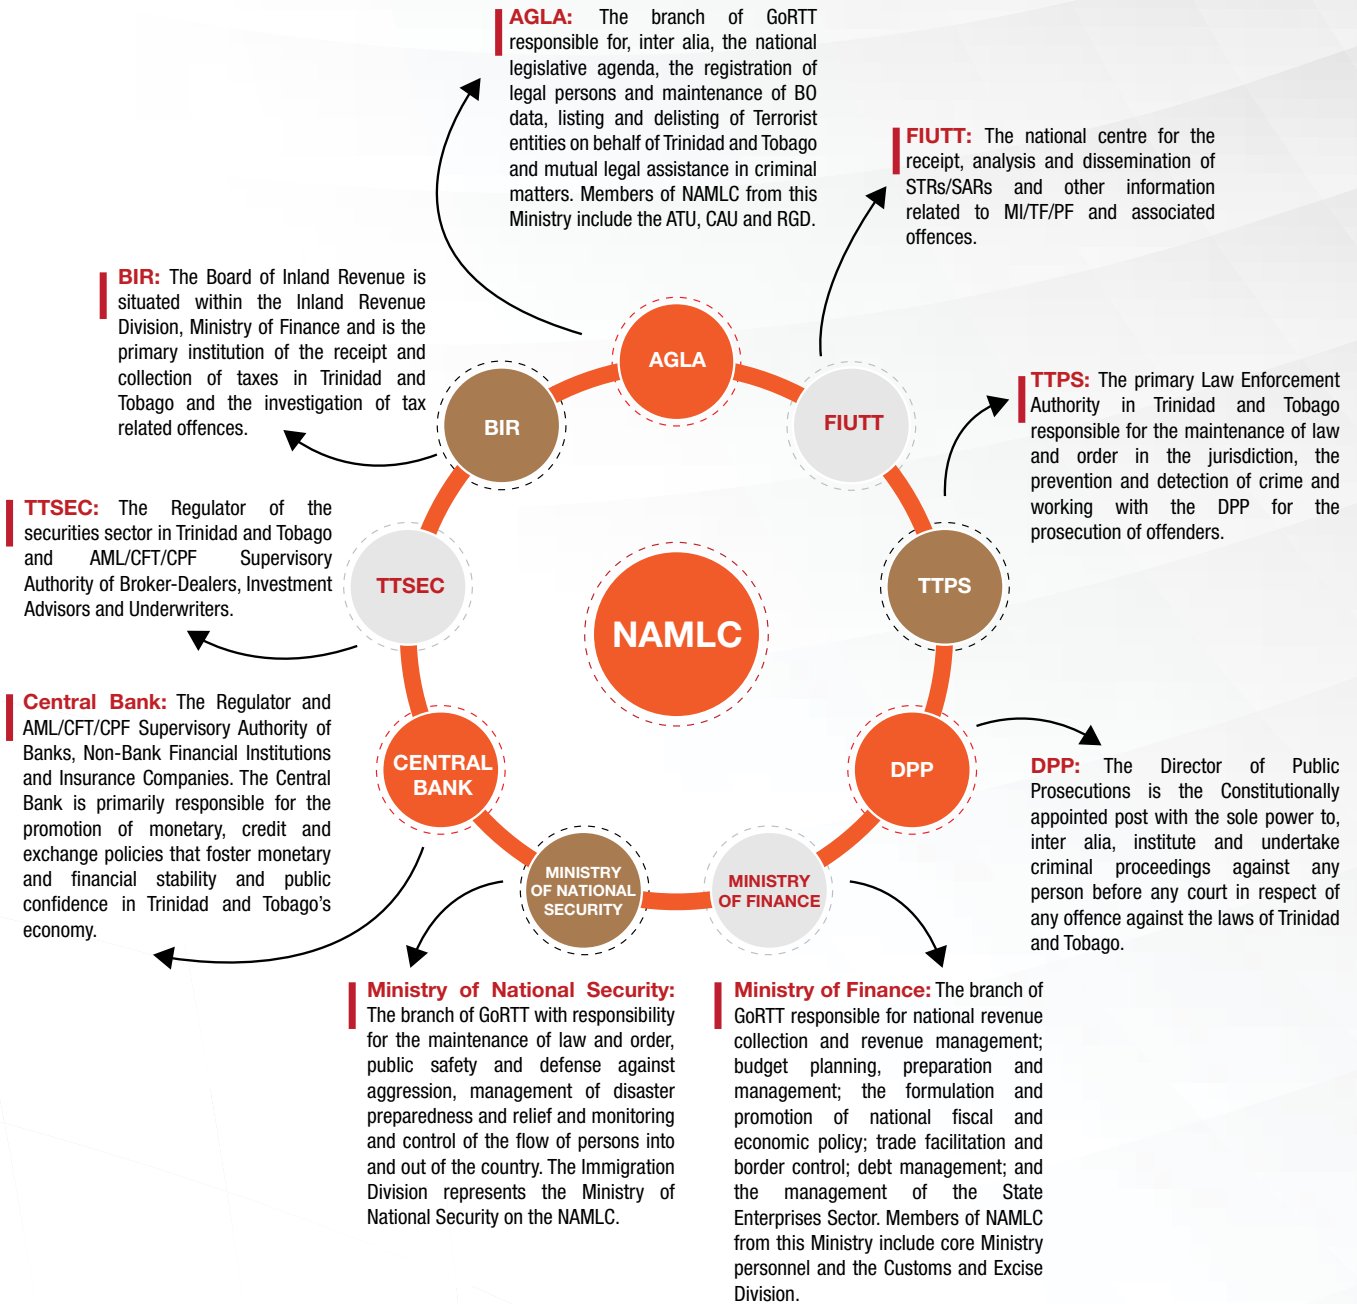 AGLA: The branch of GoRTT
responsible for, inter alia, the national
legislative agenda, the registration of
legal persons and maintenance of BO
data, listing and delisting of Terrorist
entities on behalf of Trinidad and Tobago
and mutual legal assistance in criminal
matters. Members of NAMLC from this
Ministry include the ATU, CAU and RGD.
FIUTT: The national centre for the
receipt, analysis and dissemination of
STRs/SARs and other information
related to MI/TF/PF and associated
offences.
BIR: The Board of Inland Revenue is
situated within the Inland Revenue
Division, Ministry of Finance and is the
primary institution of the receipt and
collection of taxes in Trinidad and
Tobago and the investigation of tax
related offences.
TTPS: The primary Law Enforcement
Authority in Trinidad and Tobago
responsible for the maintenance of law
and order in the jurisdiction, the
prevention and detection of crime and
working with the DPP for the
prosecution of offenders.
TTSEC: The Regulator of the
securities sector in Trinidad and Tobago
and AML/CFT/CPF Supervisory
Authority of Broker-Dealers, Investment
Advisors and Underwriters.
AGLA
BIR
FIUTT
TTSEC
TTPS
NAMLC
CENTRAL
BANK
DPP
MINISTRY
OF NATIONAL
SECURITY
MINISTRY
OF FINANCE
Central Bank: The Regulator and
AML/CFT/CPF Supervisory Authority of
Banks, Non-Bank Financial Institutions
and Insurance Companies. The Central
Bank is primarily responsible for the
promotion of monetary, credit and
exchange policies that foster monetary
and financial stability and public
confidence in Trinidad and Tobago's
economy.
DPP: The Director of Public
Prosecutions is the Constitutionally
appointed post with the sole power to,
inter alia, institute and undertake
criminal proceedings against any
person before any court in respect of
any offence against the laws of Trinidad
and Tobago.
Ministry of National Security:
The branch of GoRTT with responsibility
for the maintenance of law and order,
public safety and defense against
aggression, management of disaster
preparedness and relief and monitoring
and control of the flow of persons into
and out of the country. The Immigration
Division represents the Ministry of
National Security on the NAMLC.
Ministry of Finance: The branch of
GoRTT responsible for national revenue
collection and revenue management;
budget planning, preparation and
management; the formulation and
promotion of national fiscal and
economic policy; trade facilitation and
border control; debt management; and
the management of the State
Enterprises Sector. Members of NAMLC
from this Ministry include core Ministry
personnel and the Customs and Excise
Division.